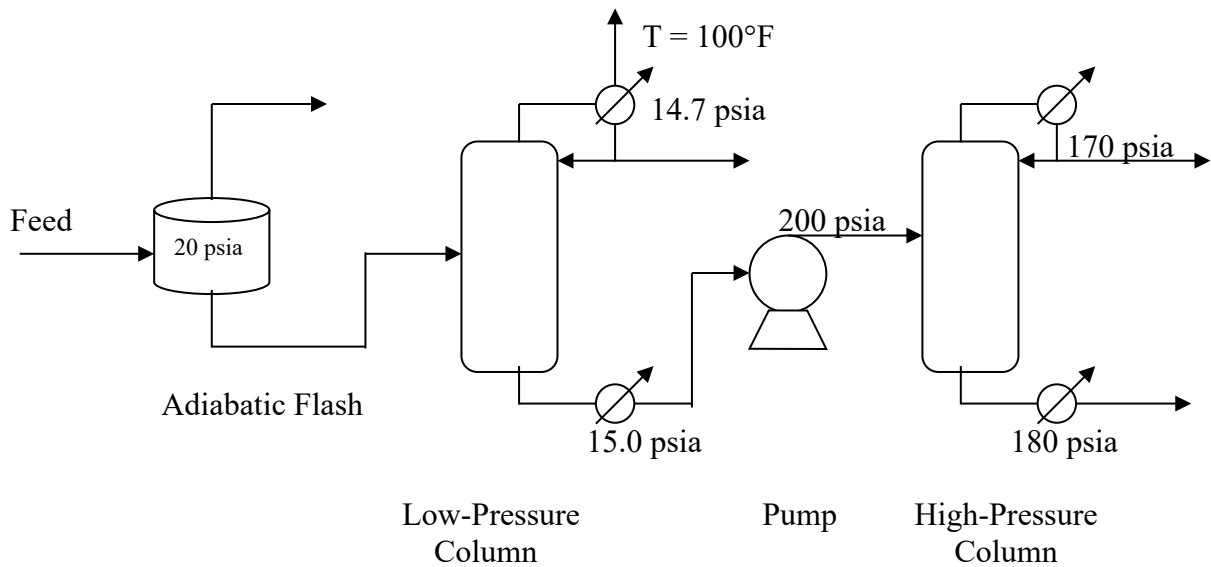 T = 100°F
14.7 psia
170 psia
Feed
20 psia
200 psia
Adiabatic Flash
15.0 psia
180 psia
Low-Pressure
Column
Pump
High-Pressure
Column